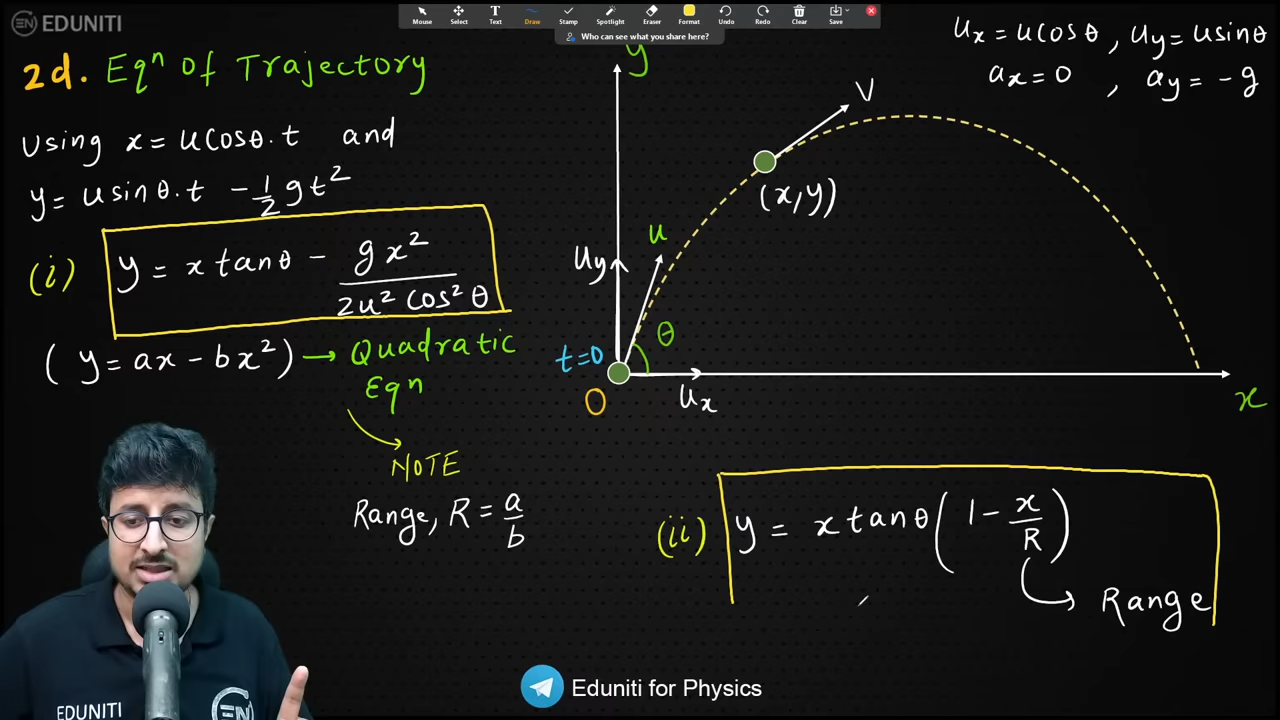 EDUNITI
Mouse Select Text Draw Stamp Spotlight Eraser Format Undo Redo Clear Save
Who can see what you share here?
2d. Eqⁿ of Trajectory
Using x = u cosθ.t and
y = u sinθ.t - 1/2 gt²
(i) y = x tanθ - gx²/2u² cos²θ
(y = ax - bx²) → Quadratic
Eqn
NOTE
Range, R = a/b
ux = ucosθ, uy = usinθ
ax = 0, ay = -g
y
V
(x,y)
u
uy
θ
t=0
O
ux
x
(ii) y = x tanθ(1 - x/R)
Range
EDUNITI
EN
Eduniti for Physics